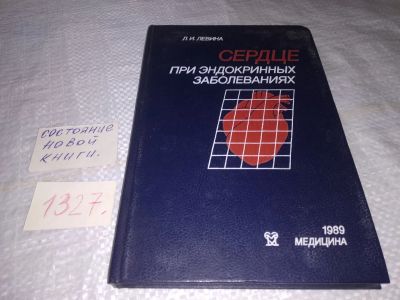 Л. И. ЛЕВИНА
СЕРДЦЕ
ПРИ ЭНДОКРИННЫХ
ЗАБОЛЕВАНИЯХ
состояние
новой
книги.
1327.
1989
МЕДИЦИНА